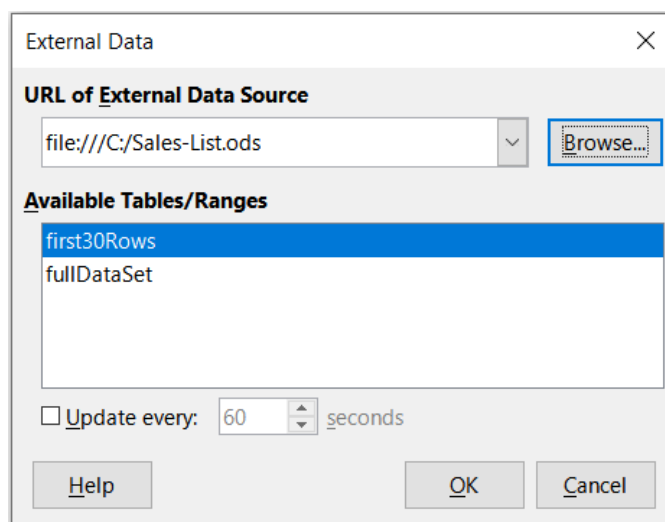 External Data
URL of External Data Source
file:///C:/Sales-List.ods
Browse...
Available Tables/Ranges
first30Rows
fullDataSet
Update every: 60 seconds
Help OK Cancel